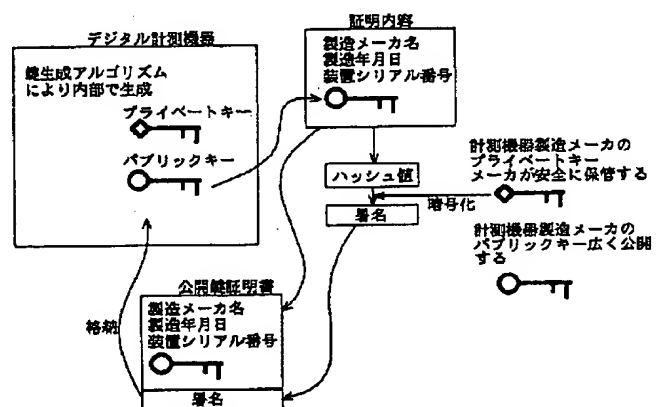 デジタル計測機器
鍵生成アルゴリズム
により内部で生成
プライベートキー
パブリックキー
証明内容
製造メーカ名
製造年月日
装置シリアル番号
ハッシュ値
署名
暗号化
計測機器製造メーカの
プライベートキー
メーカが安全に保管する
計測機器製造メーカの
パブリックキー広く公開
する
格納
公開鍵証明書
製造メーカ名
製造年月日
装置シリアル番号
署名